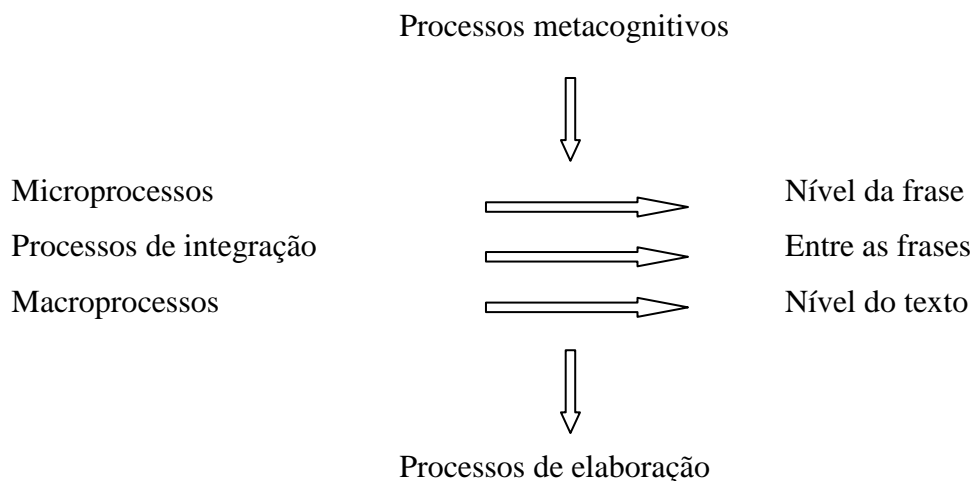 Processos metacognitivos
Microprocessos Nível da frase
Processos de integração Entre as frases
Macroprocessos Nível do texto
Processos de elaboração